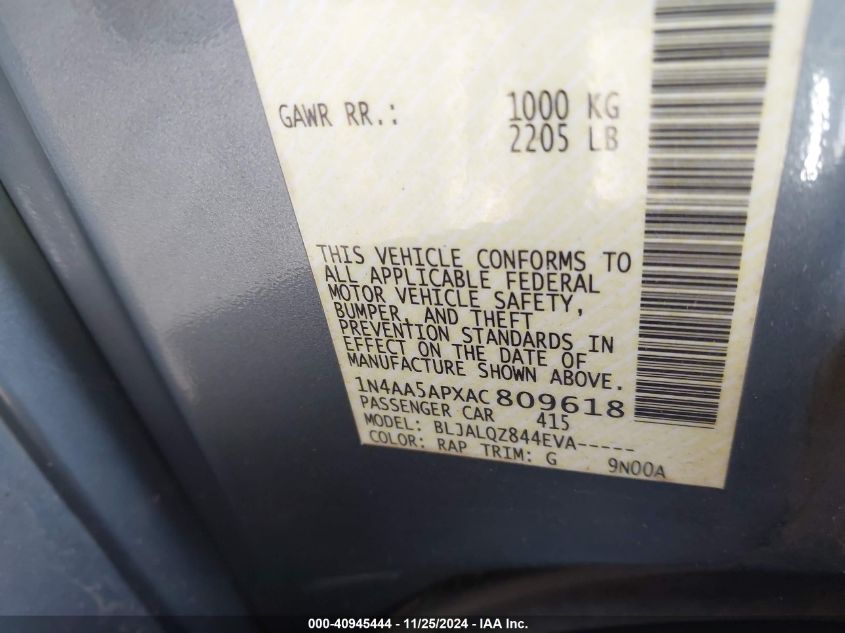 GAWR RR.: 1000 KG
2205 LB
THIS VEHICLE CONFORMS TO
ALL APPLICABLE FEDERAL
MOTOR VEHICLE SAFETY,
BUMPER, AND THEFT
PREVENTION STANDARDS IN
EFFECT ON THE DATE OF
MANUFACTURE SHOWN ABOVE.
1N4AA5APXAC809618
PASSENGER CAR 415
MODEL: BLJALQZ844EVA------
COLOR: RAP TRIM: G 9N00A
000-40945444 - 11/25/2024 - IAA Inc.